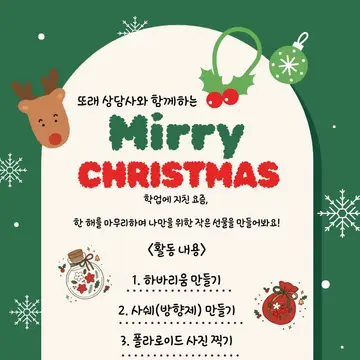 또래 상담사와 함께하는
Mirry
CHRISTMAS
학업에 지친 요즘,
한 해를 마무리하며 나만을 위한 작은 선물을 만들어봐요!
<활동 내용>
1. 하바리움 만들기
2. 사쉐(방향제) 만들기
3. 폴라로이드 사진 찍기